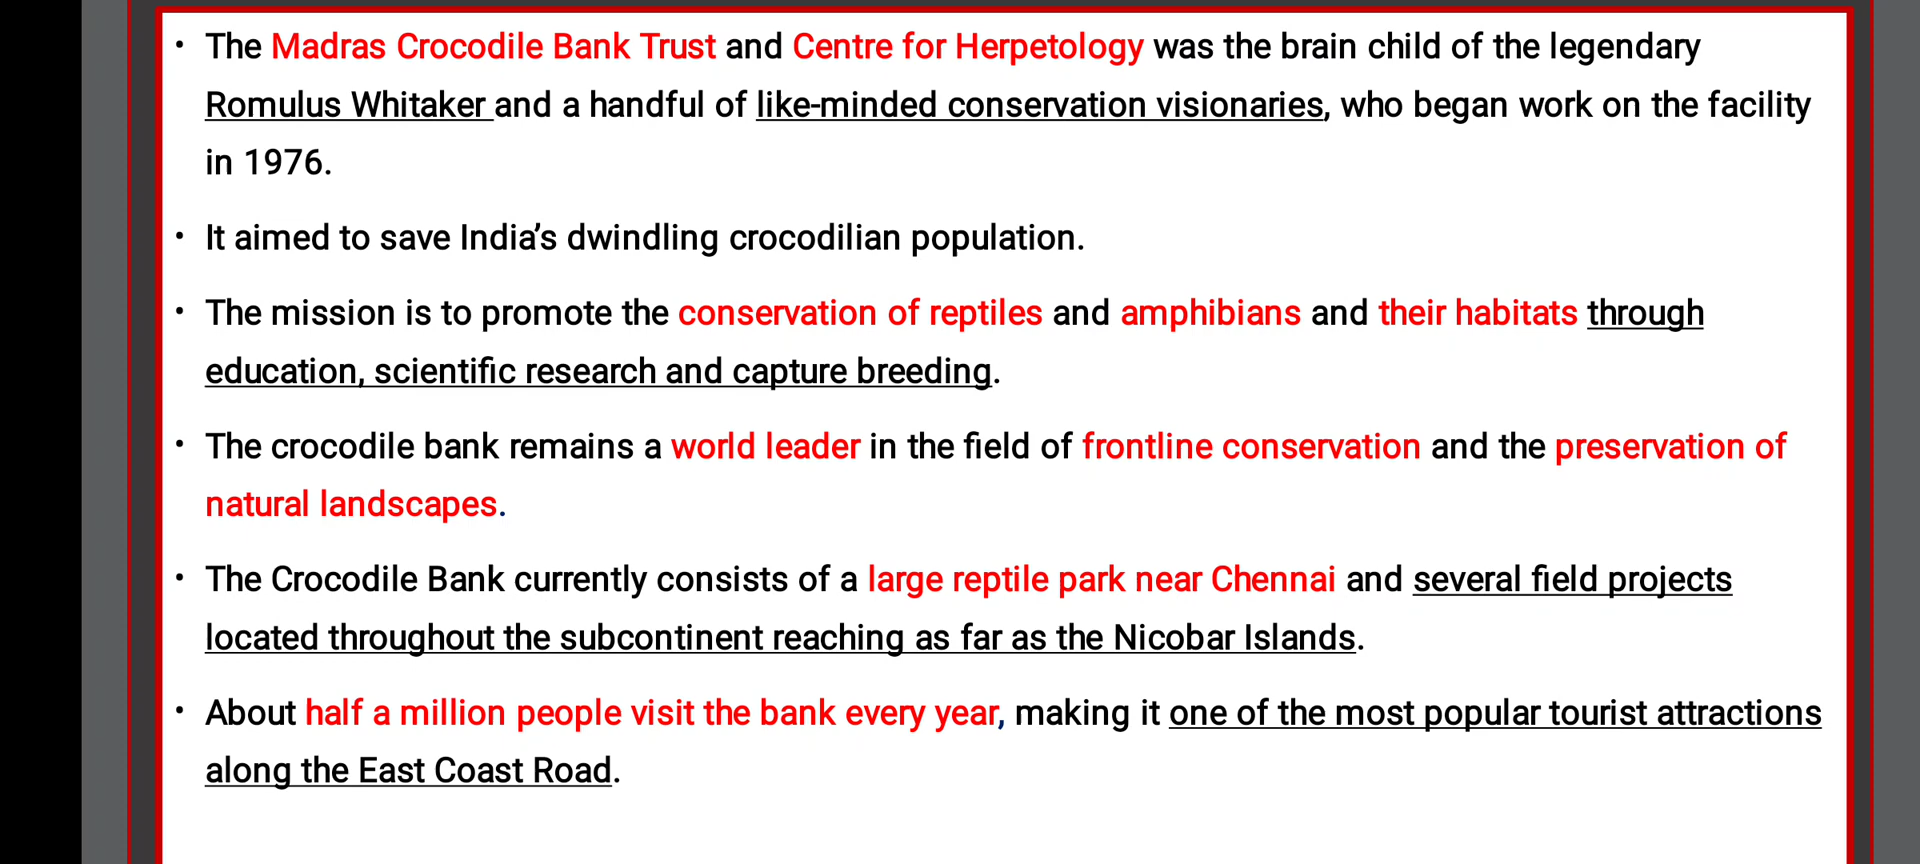 • The Madras Crocodile Bank Trust and Centre for Herpetology was the brain child of the legendary
Romulus Whitaker and a handful of like-minded conservation visionaries, who began work on the facility
in 1976.
• It aimed to save India’s dwindling crocodilian population.
• The mission is to promote the conservation of reptiles and amphibians and their habitats through
education, scientific research and capture breeding.
• The crocodile bank remains a world leader in the field of frontline conservation and the preservation of
natural landscapes.
• The Crocodile Bank currently consists of a large reptile park near Chennai and several field projects
located throughout the subcontinent reaching as far as the Nicobar Islands.
• About half a million people visit the bank every year, making it one of the most popular tourist attractions
along the East Coast Road.